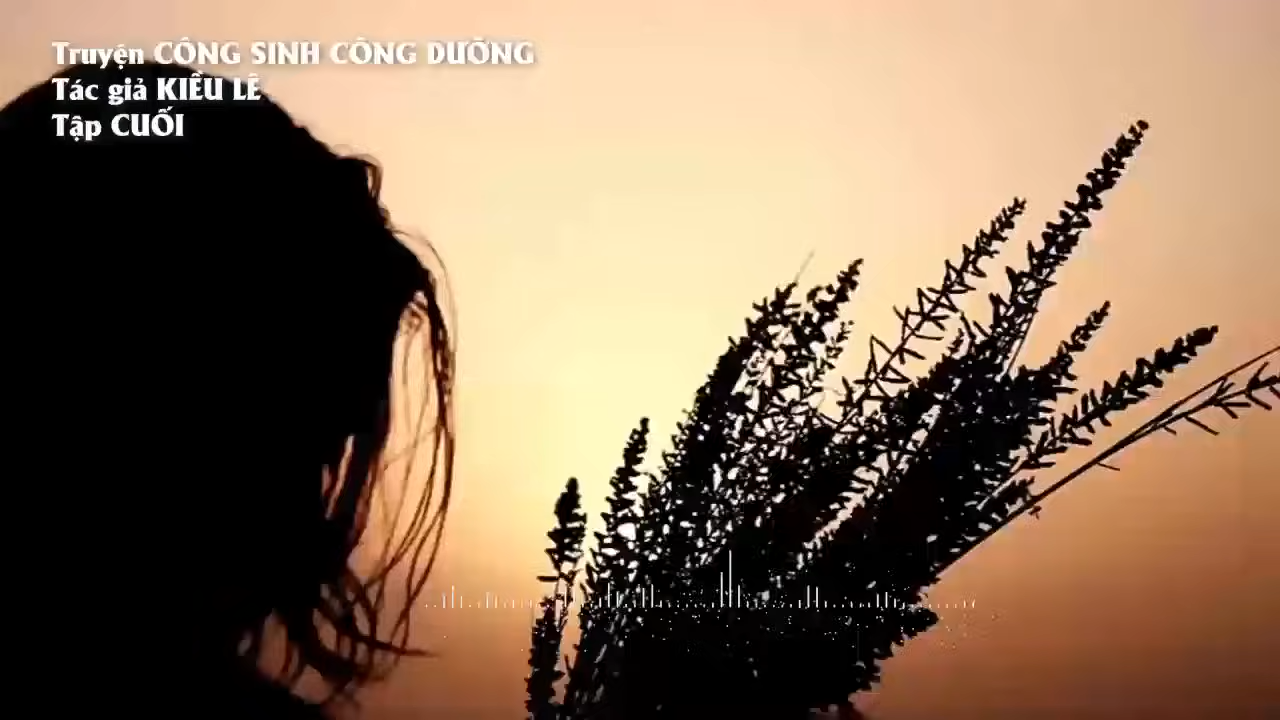 Truyện CÔNG SINH CÔNG DƯỠNG
Tác giả KIỀU LÊ
Tập CUỐI